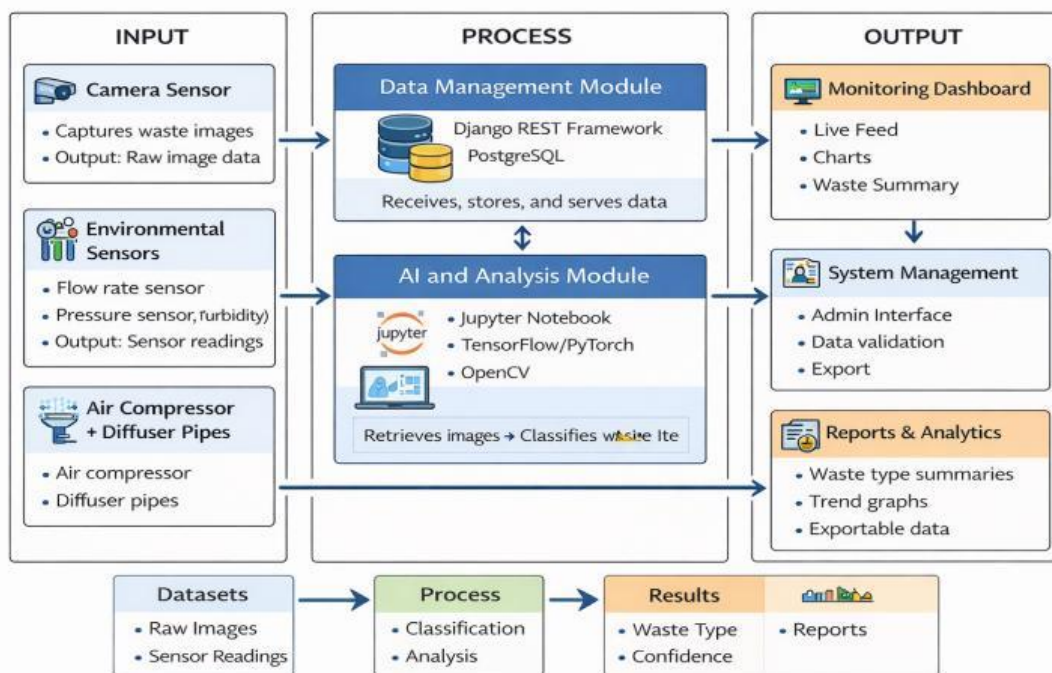 INPUT
Camera Sensor
• Captures waste images
• Output: Raw image data
Environmental
Sensors
• Flow rate sensor
• Pressure sensor, turbidity)
• Output: Sensor readings
Air Compressor
+ Diffuser Pipes
• Air compressor
• Diffuser pipes
PROCESS
Data Management Module
Django REST Framework
PostgreSQL
Receives, stores, and serves data
AI and Analysis Module
jupyter
• Jupyter Notebook
• TensorFlow/PyTorch
• OpenCV
Retrieves images → Classifies Ite
OUTPUT
Monitoring Dashboard
• Live Feed
• Charts
• Waste Summary
System Management
• Admin Interface
• Data validation
• Export
Reports & Analytics
• Waste type summaries
• Trend graphs
• Exportable data
Datasets
• Raw Images
• Sensor Readings
Process
• Classification
• Analysis
Results
• Waste Type
• Confidence
• Reports